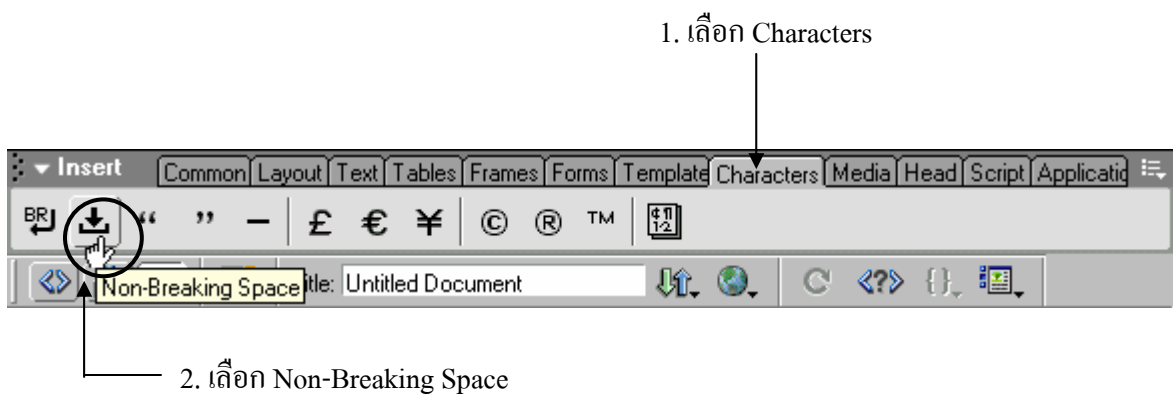 1. เลือก Characters
Insert Common Layout Text Tables Frames Forms Template Characters Media Head Script Applicatio
BR “ ” – £ € ¥ © ® TM
Non-Breaking Space itle: Untitled Document <?> {}
2. เลือก Non-Breaking Space